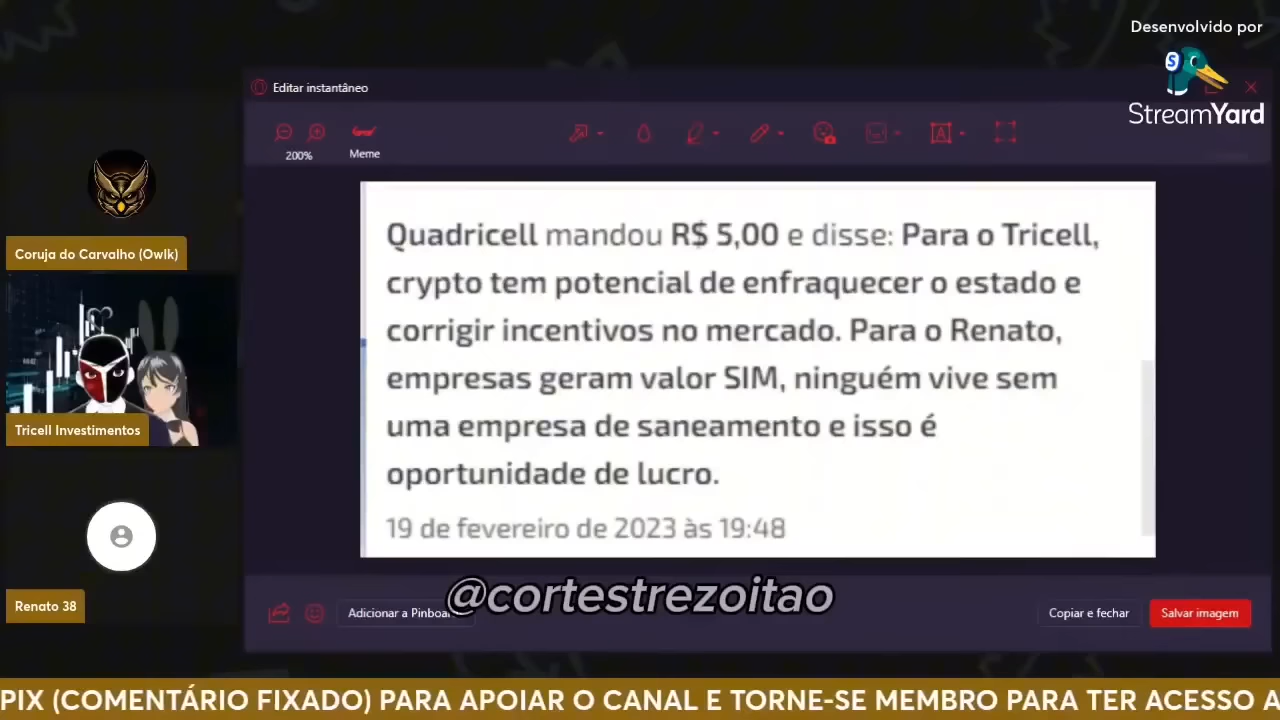 Desenvolvido por
StreamYard
Editar instantâneo
200%
Meme
Coruja do Carvalho (Owlk)
Tricell Investimentos
Renato 38
Quadricell mandou R$ 5,00 e disse: Para o Tricell,
crypto tem potencial de enfraquecer o estado e
corrigir incentivos no mercado. Para o Renato,
empresas geram valor SIM, ninguém vive sem
uma empresa de saneamento e isso é
oportunidade de lucro.
19 de fevereiro de 2023 às 19:48
@cortestrezoitao
Adicionar a Pinboar
Copiar e fechar
Salvar imagem
PIX (COMENTÁRIO FIXADO) PARA APOIAR O CANAL E TORNE-SE MEMBRO PARA TER ACESSO A